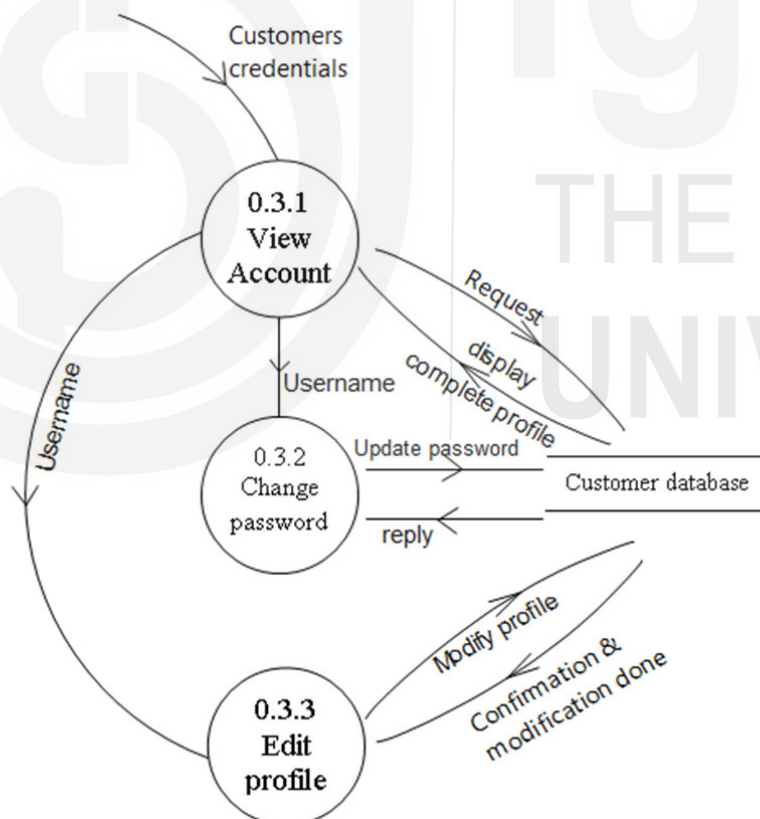 Customers
credentials
0.3.1
View
Account
Request
display
complete profile
Username
Username
0.3.2
Change
password
Update password
reply
Customer database
Modify profile
Confirmation &
modification done
0.3.3
Edit
profile
ig
THE
UNIV